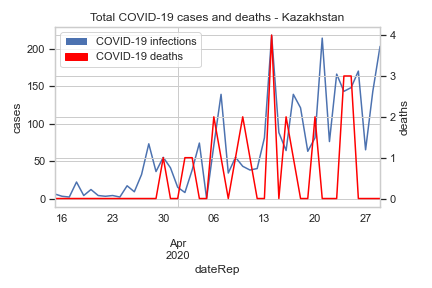 Total COVID-19 cases and deaths - Kazakhstan
COVID-19 infections
COVID-19 deaths
cases
200
150
100
50
0
deaths
4
3
2
1
0
16 23 30 06 13 20 27
Apr
2020
dateRep